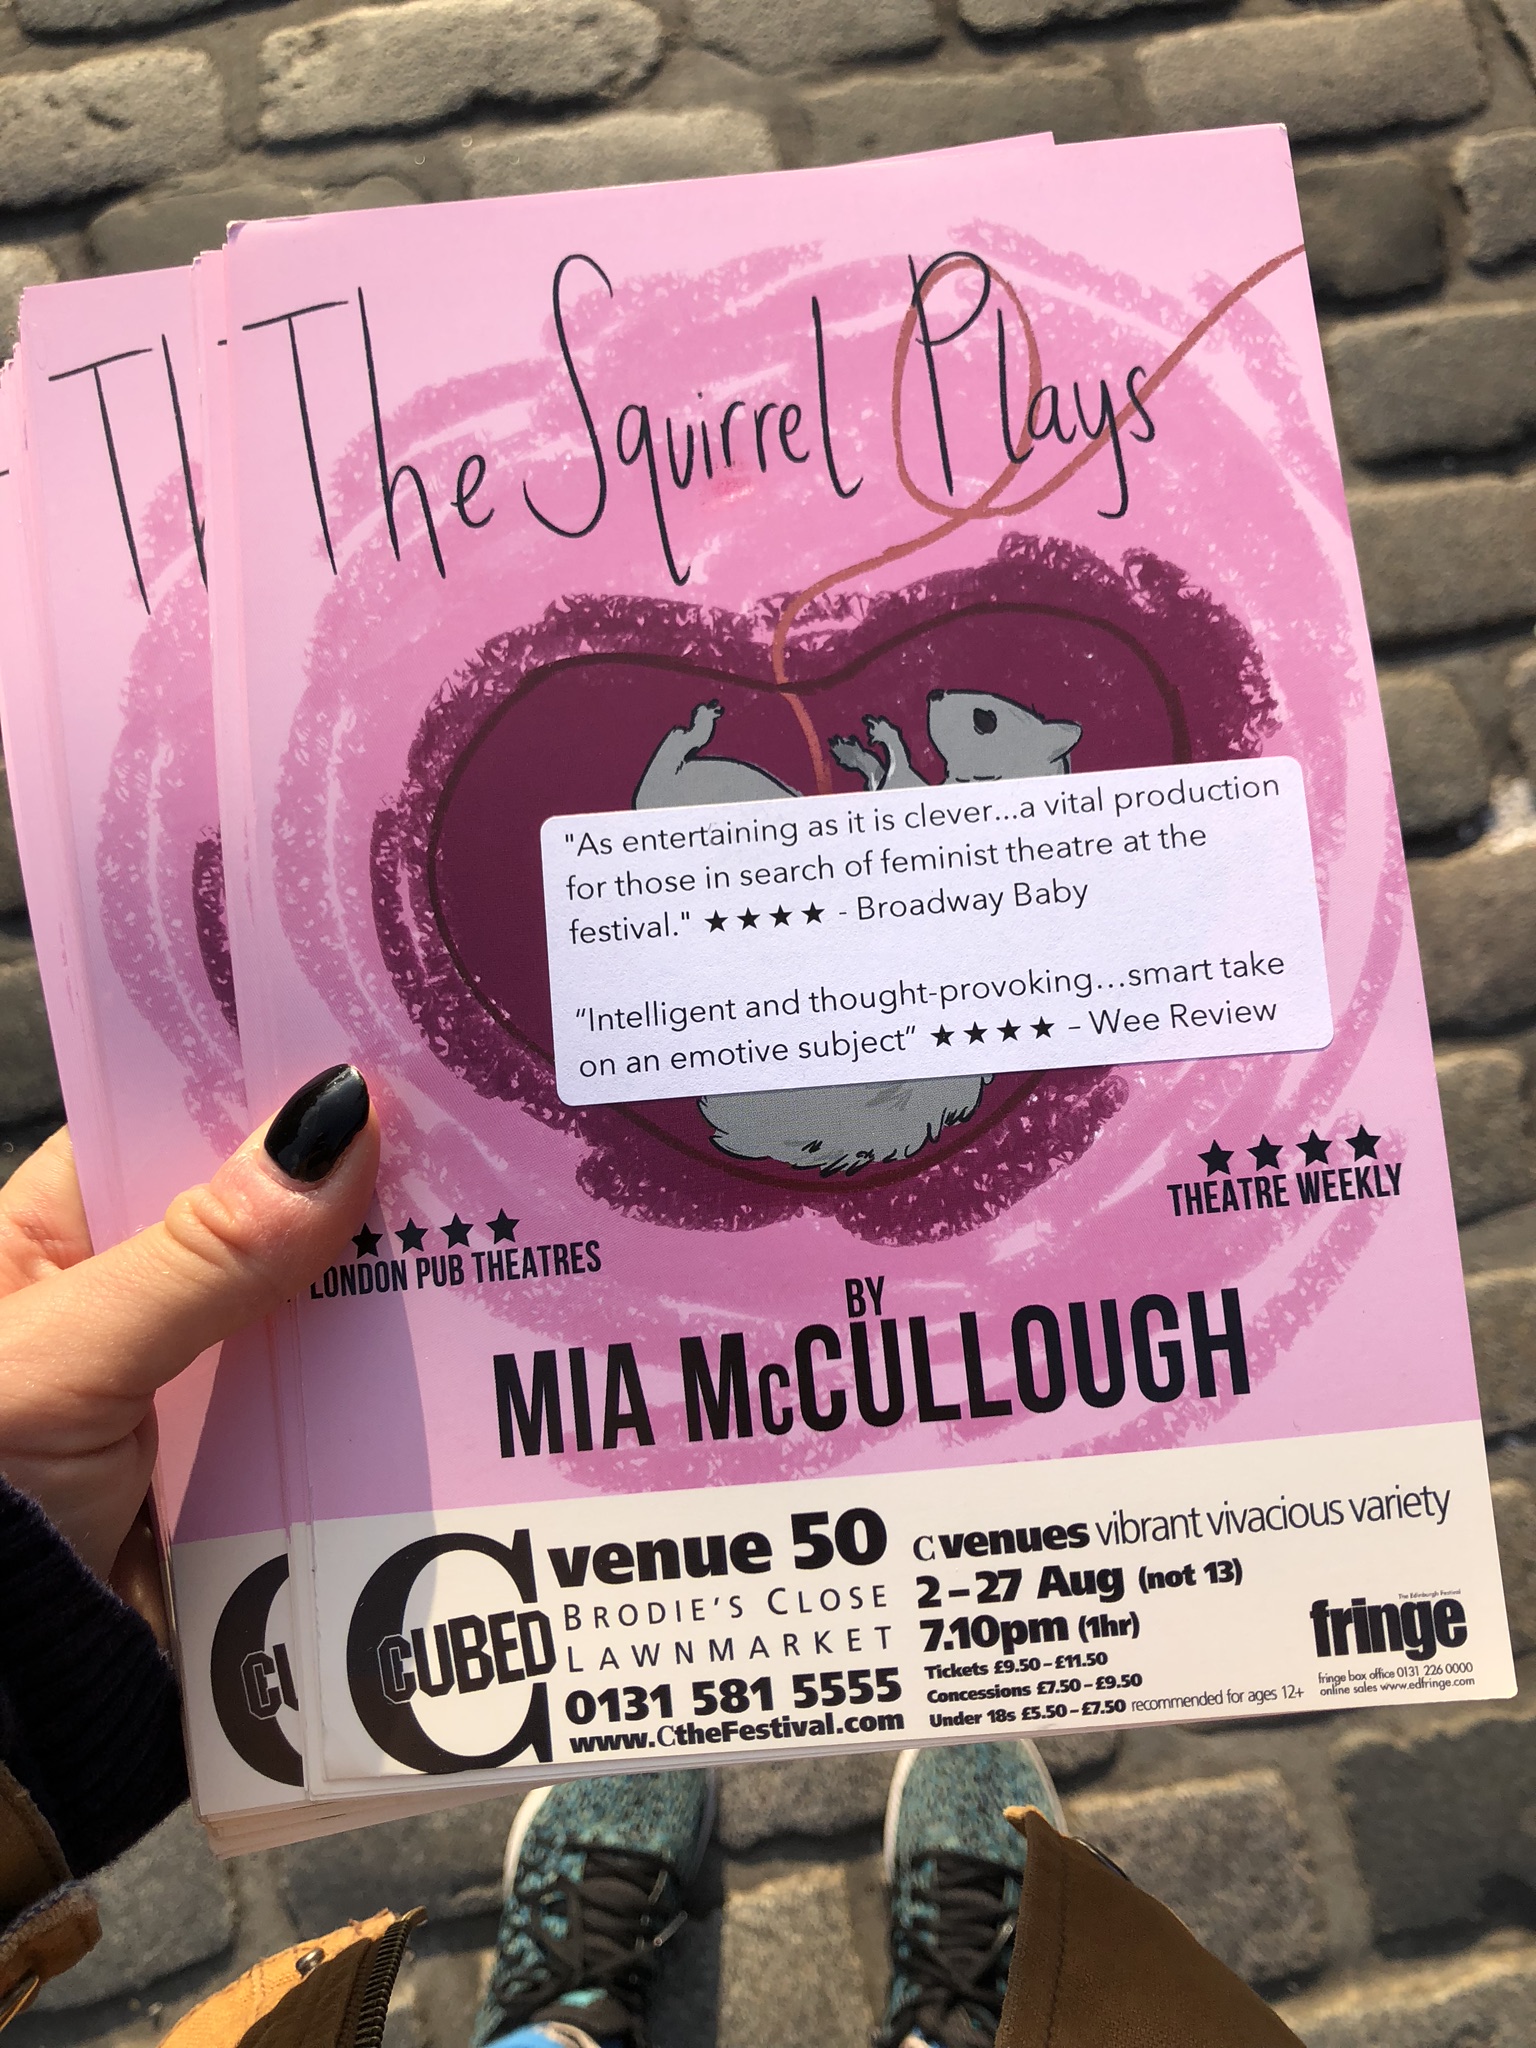 The Squirrel Plays
"As entertaining as it is clever...a vital production
for those in search of feminist theatre at the
festival." ★★★★ - Broadway Baby
“Intelligent and thought-provoking...smart take
on an emotive subject” ★★★★ – Wee Review
★★★★
THEATRE WEEKLY
★★★★
LONDON PUB THEATRES
BY
MIA McCULLOUGH
C CUBED
venue 50
BRODIE'S CLOSE
LAWNMARKET
0131 581 5555
www.CtheFestival.com
C venues vibrant vivacious variety
2–27 Aug (not 13)
7.10pm (1hr)
Tickets £9.50–£11.50
Concessions £7.50–£9.50
Under 18s £5.50–£7.50 recommended for ages 12+
The Edinburgh Festival
fringe
fringe box office 0131 226 0000
online sales www.edfringe.com
Th
C CU